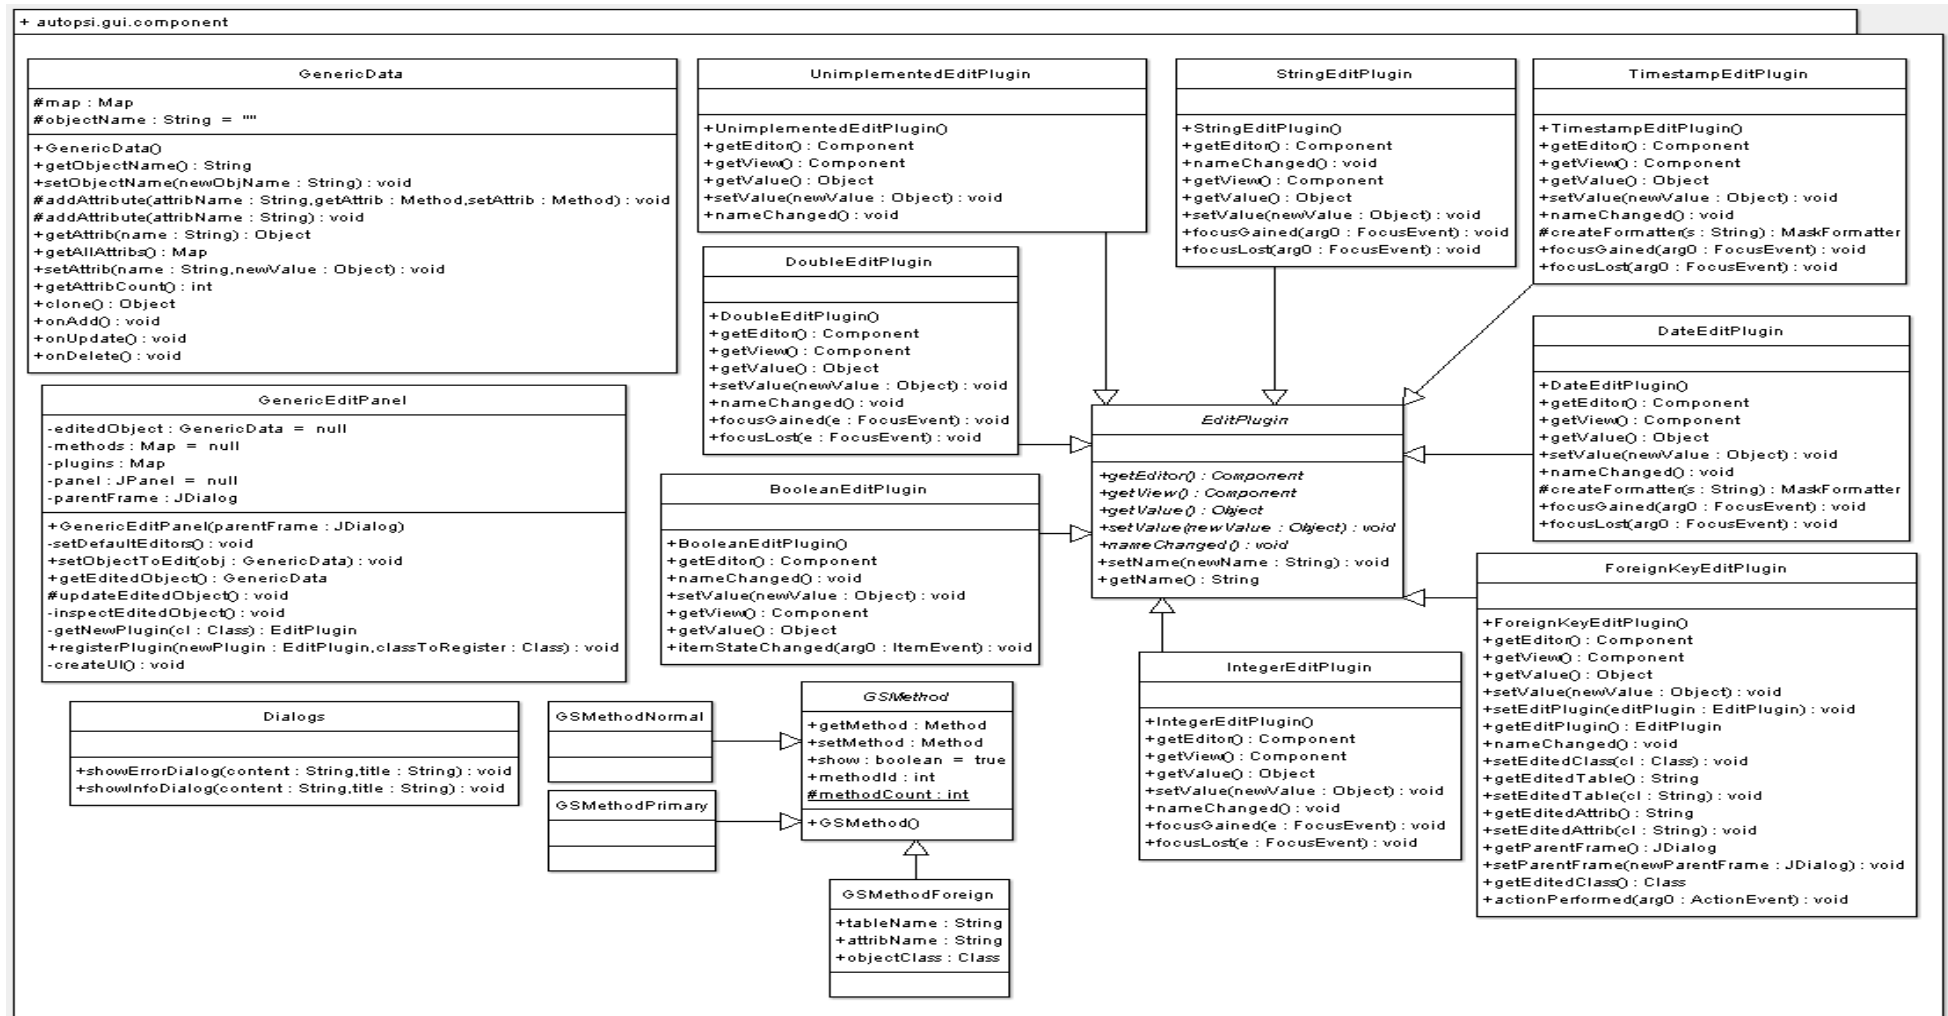 + autopsi.gui.component
GenericData
#map : Map
#objectName : String = ""
+GenericData()
+getObjectName() : String
+setObjectName(newObjName : String) : void
#addAttribute(attribName : String,getAttrib : Method,setAttrib : Method) : void
#addAttribute(attribName : String) : void
+getAttrib(name : String) : Object
+getAllAttribs() : Map
+setAttrib(name : String,newValue : Object) : void
+getAttribCount() : int
+clone() : Object
+onAdd() : void
+onUpdate() : void
+onDelete() : void
UnimplementedEditPlugin
+UnimplementedEditPlugin()
+getEditor() : Component
+getView() : Component
+getValue() : Object
+setValue(newValue : Object) : void
+nameChanged() : void
StringEditPlugin
+StringEditPlugin()
+getEditor() : Component
+nameChanged() : void
+getView() : Component
+getValue() : Object
+setValue(newValue : Object) : void
+focusGained(arg0 : FocusEvent) : void
+focusLost(arg0 : FocusEvent) : void
TimestampEditPlugin
+TimestampEditPlugin()
+getEditor() : Component
+getView() : Component
+getValue() : Object
+setValue(newValue : Object) : void
+nameChanged() : void
#createFormatter(s : String) : MaskFormatter
+focusGained(arg0 : FocusEvent) : void
+focusLost(arg0 : FocusEvent) : void
DoubleEditPlugin
+DoubleEditPlugin()
+getEditor() : Component
+getView() : Component
+getValue() : Object
+setValue(newValue : Object) : void
+nameChanged() : void
+focusGained(e : FocusEvent) : void
+focusLost(e : FocusEvent) : void
DateEditPlugin
+DateEditPlugin()
+getEditor() : Component
+getView() : Component
+getValue() : Object
+setValue(newValue : Object) : void
+nameChanged() : void
#createFormatter(s : String) : MaskFormatter
+focusGained(arg0 : FocusEvent) : void
+focusLost(arg0 : FocusEvent) : void
GenericEditPanel
-editedObject : GenericData = null
-methods : Map = null
-plugins : Map
-panel : JPanel = null
-parentFrame : JDialog
+GenericEditPanel(parentFrame : JDialog)
-setDefaultEditors() : void
+setObjectToEdit(obj : GenericData) : void
+getEditedObject() : GenericData
#updateEditedObject() : void
-inspectEditedObject() : void
-getNewPlugin(cl : Class) : EditPlugin
+registerPlugin(newPlugin : EditPlugin,classToRegister : Class) : void
-createUI() : void
EditPlugin
+getEditor() : Component
+getView() : Component
+getValue() : Object
+setValue(newValue : Object) : void
+nameChanged() : void
+setName(newName : String) : void
+getName() : String
BooleanEditPlugin
+BooleanEditPlugin()
+getEditor() : Component
+nameChanged() : void
+setValue(newValue : Object) : void
+getView() : Component
+getValue() : Object
+itemStateChanged(arg0 : ItemEvent) : void
ForeignKeyEditPlugin
+ForeignKeyEditPlugin()
+getEditor() : Component
+getView() : Component
+getValue() : Object
+setValue(newValue : Object) : void
+setEditPlugin(editPlugin : EditPlugin) : void
+getEditPlugin() : EditPlugin
+nameChanged() : void
+setEditedClass(cl : Class) : void
+getEditedTable() : String
+setEditedTable(cl : String) : void
+getEditedAttrib() : String
+setEditedAttrib(cl : String) : void
+getParentFrame() : JDialog
+setParentFrame(newParentFrame : JDialog) : void
+getEditedClass() : Class
+actionPerformed(arg0 : ActionEvent) : void
IntegerEditPlugin
+IntegerEditPlugin()
+getEditor() : Component
+getView() : Component
+getValue() : Object
+setValue(newValue : Object) : void
+nameChanged() : void
+focusGained(e : FocusEvent) : void
+focusLost(e : FocusEvent) : void
Dialogs
+showErrorDialog(content : String,title : String) : void
+showInfoDialog(content : String,title : String) : void
GSMethodNormal
GSMethodPrimary
GSMethod
+getMethod : Method
+setMethod : Method
+show : boolean = true
+methodId : int
#methodCount : int
+GSMethod()
GSMethodForeign
+tableName : String
+attribName : String
+objectClass : Class